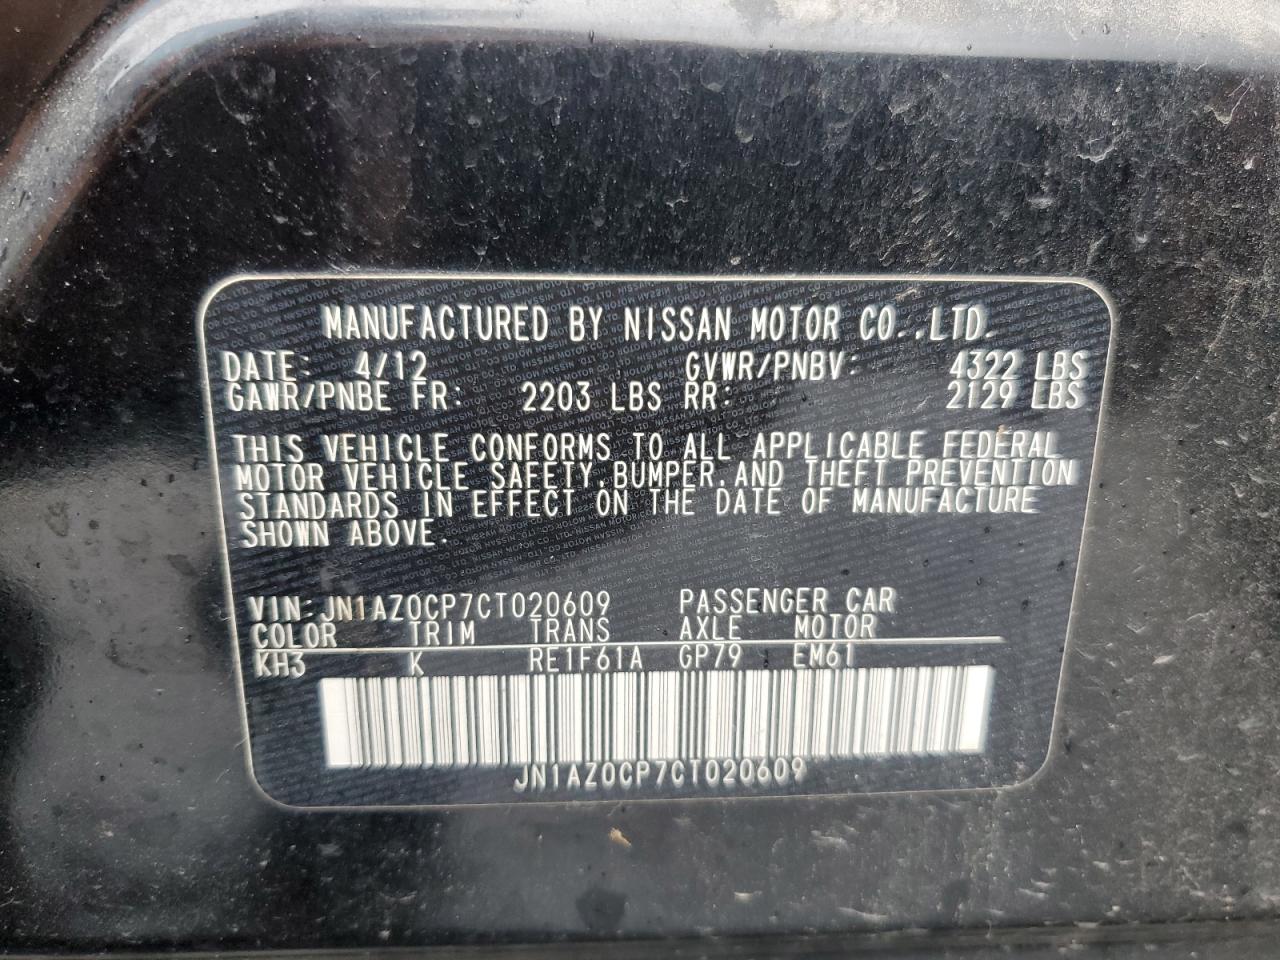 MANUFACTURED BY NISSAN MOTOR CO.,LTD.
DATE: 4/12 GVWR/PNBV: 4322 LBS
GAWR/PNBE FR: 2203 LBS RR: 2129 LBS
THIS VEHICLE CONFORMS TO ALL APPLICABLE FEDERAL
MOTOR VEHICLE SAFETY,BUMPER,AND THEFT PREVENTION
STANDARDS IN EFFECT ON THE DATE OF MANUFACTURE
SHOWN ABOVE.
VIN:JN1AZ0CP7CT020609 PASSENGER CAR
COLOR TRIM TRANS AXLE MOTOR
KH3 K RE1F61A GP79 EM61
JN1AZ0CP7CT020609